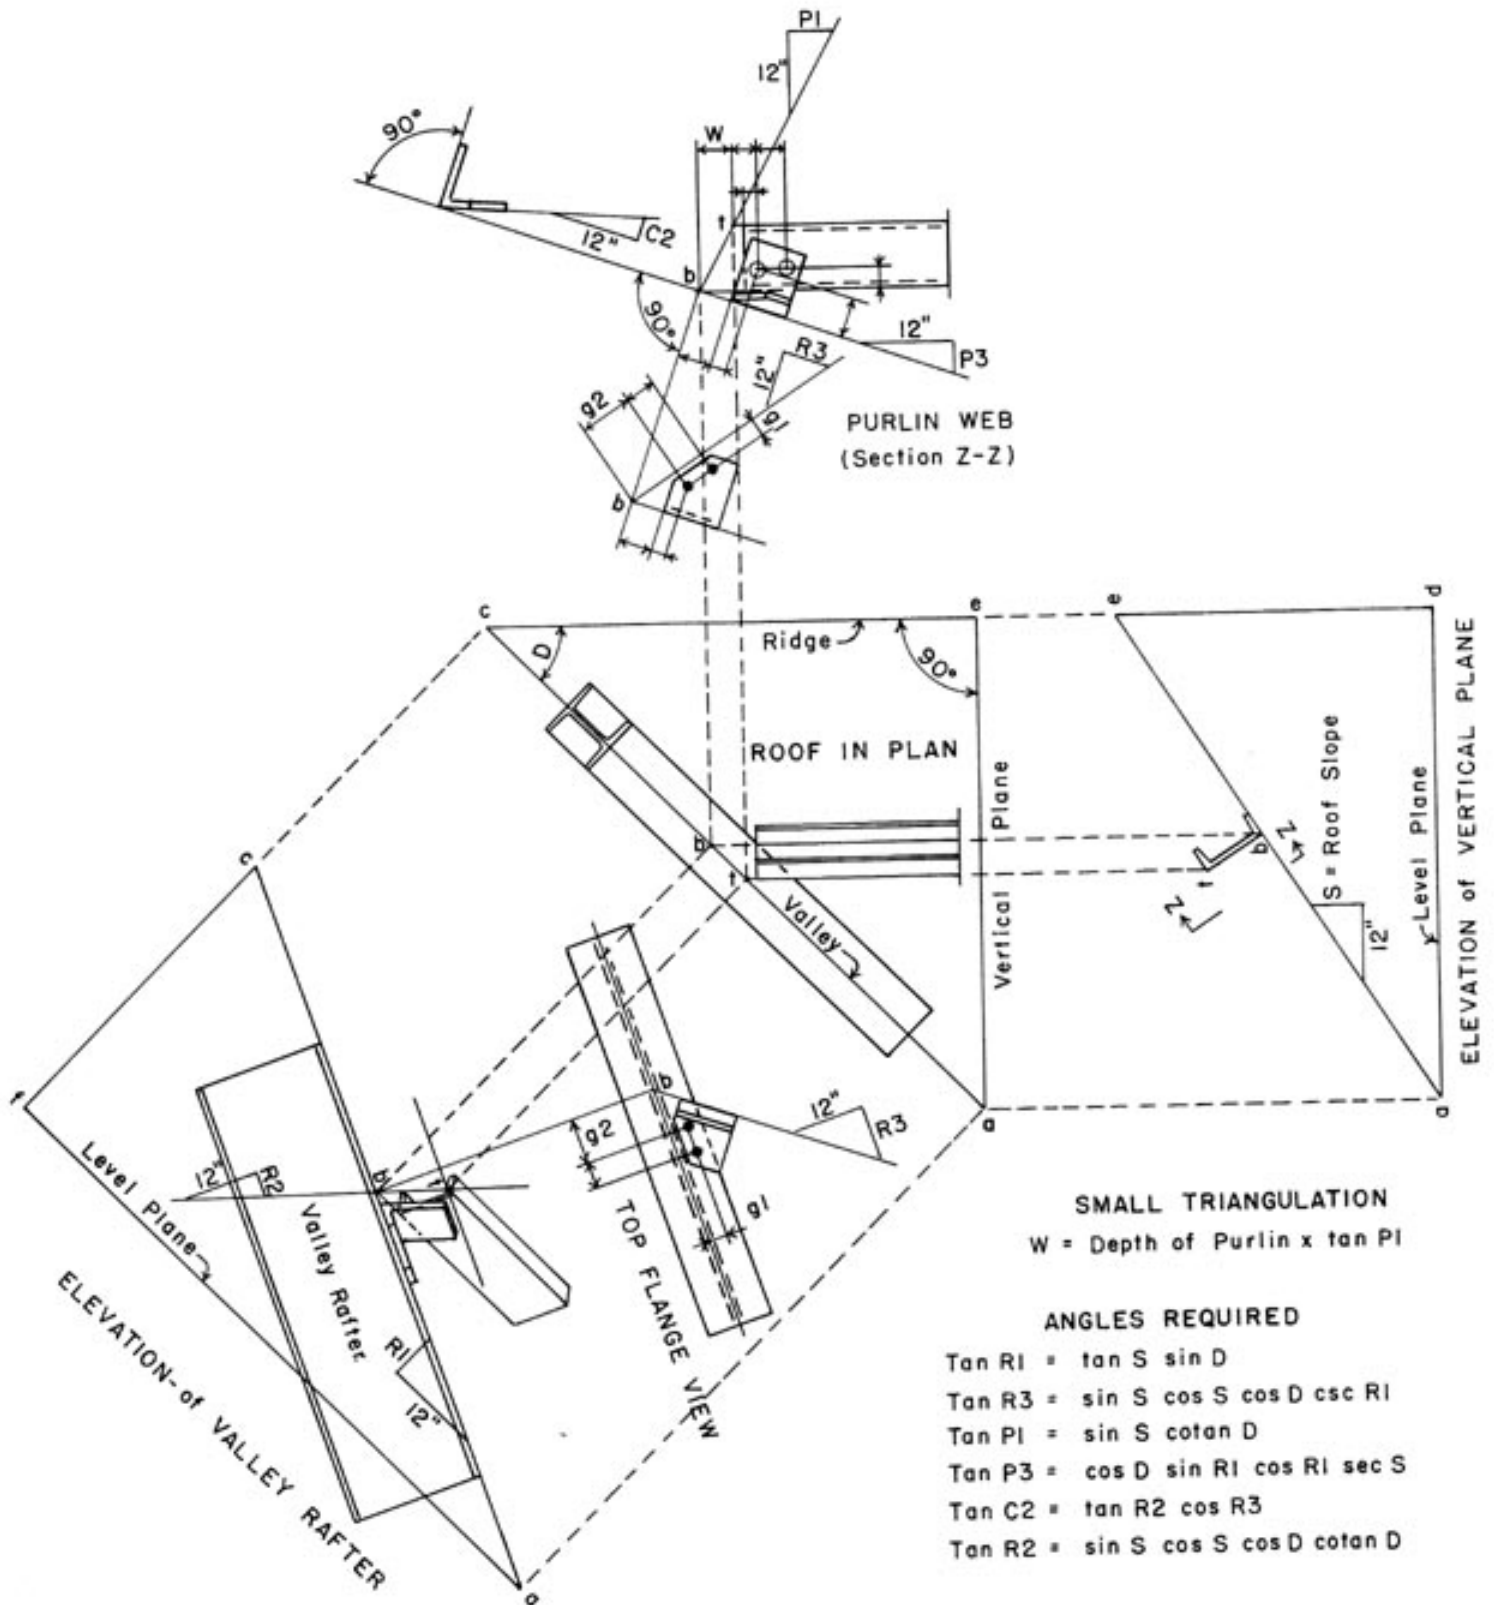 P1
12"
90°
W
t
12"
C2
b
90°
12"
P3
R3
12"
g2
g1
PURLIN WEB
(Section Z-Z)
b
c
e
e
d
D
Ridge
90°
ROOF IN PLAN
Vertical Plane
S = Roof Slope
Level Plane
ELEVATION of VERTICAL PLANE
b
t
Z
b
t
Z
12"
Valley
c
f
a
a
b
12"
R3
g2
g1
TOP FLANGE VIEW
12"
R2
b
Level Plane
Valley Rafter.
R1
12"
ELEVATION-of VALLEY RAFTER
a
SMALL TRIANGULATION
W = Depth of Purlin x tan P1
ANGLES REQUIRED
Tan R1 = tan S sin D
Tan R3 = sin S cos S cos D csc R1
Tan P1 = sin S cotan D
Tan P3 = cos D sin R1 cos R1 sec S
Tan C2 = tan R2 cos R3
Tan R2 = sin S cos S cos D cotan D